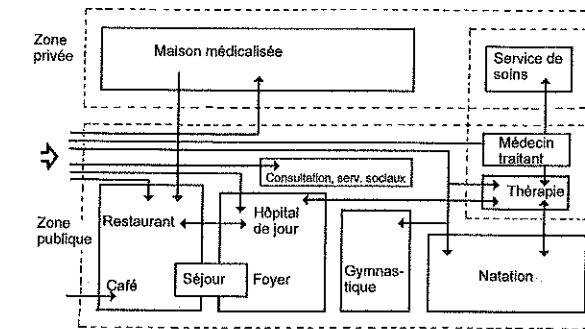 Zone
privée
Maison médicalisée
Service de
soins
Médecin
traitant
Consultation, serv. sociaux
Thérapie
Zone
publique
Restaurant
Hôpital
de jour
Café
Séjour
Foyer
Gymnas-
tique
Natation